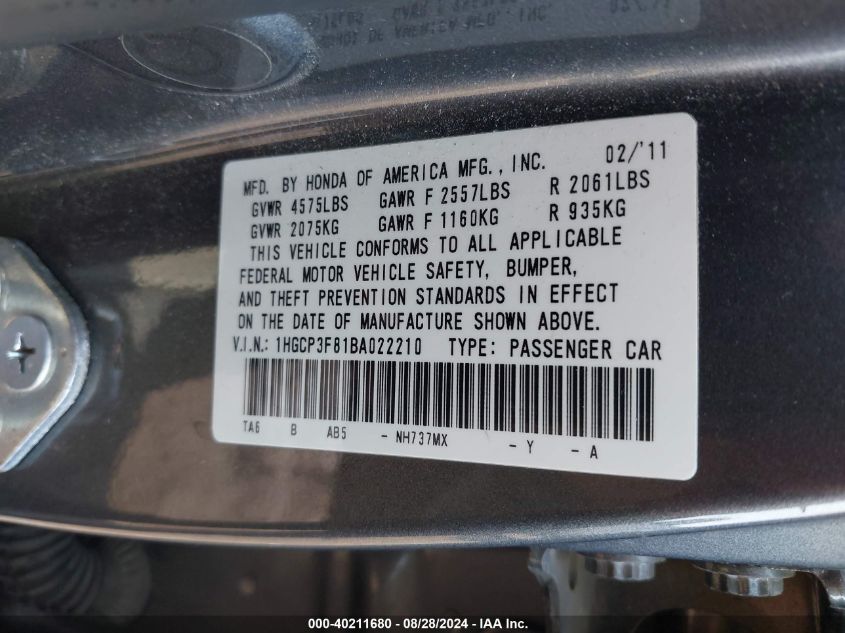 MFD. BY HONDA OF AMERICA MFG., INC. 02/'11
GVWR 4575LBS GAWR F 2557LBS R 2061LBS
GVWR 2075KG GAWR F 1160KG R 935KG
THIS VEHICLE CONFORMS TO ALL APPLICABLE
FEDERAL MOTOR VEHICLE SAFETY, BUMPER,
AND THEFT PREVENTION STANDARDS IN EFFECT
ON THE DATE OF MANUFACTURE SHOWN ABOVE.
V.I.N.: 1HGCP3F81BA022210 TYPE: PASSENGER CAR
TA6 B AB5 - NH737MX - Y - A
000-40211680 - 08/28/2024 - IAA Inc.